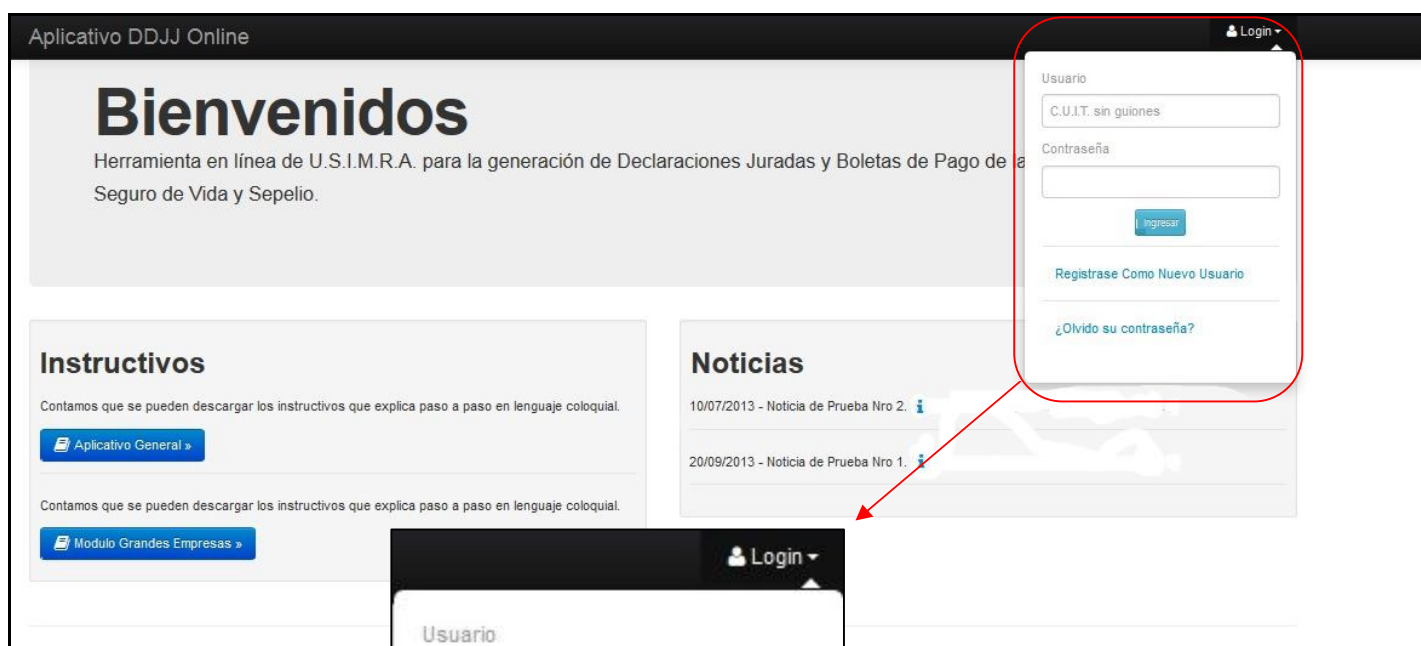 Aplicativo DDJJ Online
Login
Usuario
C.U.I.T. sin guiones
Contraseña
Ingresar
Registrase Como Nuevo Usuario
¿Olvido su contraseña?
Bienvenidos
Herramienta en línea de U.S.I.M.R.A. para la generación de Declaraciones Juradas y Boletas de Pago de
Seguro de Vida y Sepelio.
Instructivos
Contamos que se pueden descargar los instructivos que explica paso a paso en lenguaje coloquial.
Aplicativo General »
Contamos que se pueden descargar los instructivos que explica paso a paso en lenguaje coloquial.
Modulo Grandes Empresas »
Noticias
10/07/2013 - Noticia de Prueba Nro 2.
20/09/2013 - Noticia de Prueba Nro 1.
Login
Usuario